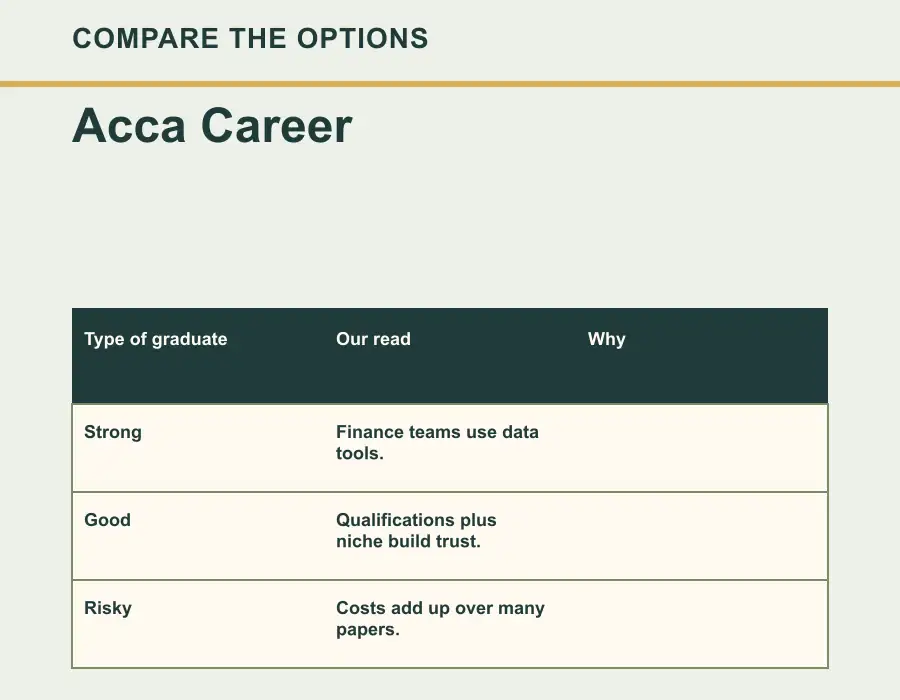 COMPARE THE OPTIONS
Acca Career
Type of graduate Our read Why
Strong Finance teams use data
tools.
Good Qualifications plus
niche build trust.
Risky Costs add up over many
papers.